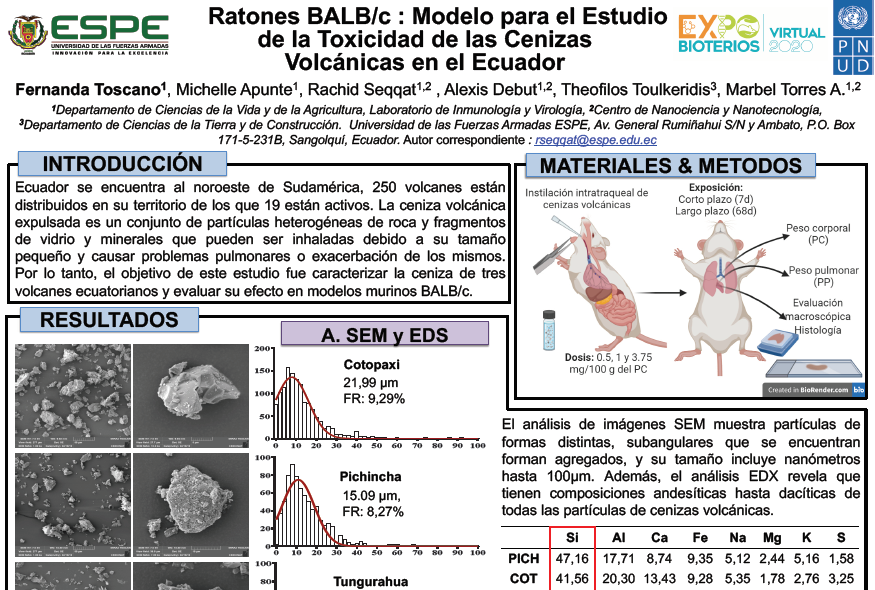 ESPE
UNIVERSIDAD DE LAS FUERZAS ARMADAS
INNOVACIÓN PARA LA EXCELENCIA
Ratones BALB/c : Modelo para el Estudio
de la Toxicidad de las Cenizas
Volcánicas en el Ecuador
EXPO
BIOTERIOS
VIRTUAL
2020
P N
U D
Fernanda Toscano¹, Michelle Apunte¹, Rachid Seqqat¹,² , Alexis Debut¹,², Theofilos Toulkeridis³, Marbel Torres A.¹,²
¹Departamento de Ciencias de la Vida y de la Agricultura, Laboratorio de Inmunología y Virología, ²Centro de Nanociencia y Nanotecnología,
³Departamento de Ciencias de la Tierra y de Construcción. Universidad de las Fuerzas Armadas ESPE, Av. General Rumiñahui S/N y Ambato, P.O. Box
171-5-231B, Sangolquí, Ecuador. Autor correspondiente : rseqqat@espe.edu.ec
INTRODUCCIÓN
Ecuador se encuentra al noroeste de Sudamérica, 250 volcanes están
distribuidos en su territorio de los que 19 están activos. La ceniza volcánica
expulsada es un conjunto de partículas heterogéneas de roca y fragmentos
de vidrio y minerales que pueden ser inhaladas debido a su tamaño
pequeño y causar problemas pulmonares o exacerbación de los mismos.
Por lo tanto, el objetivo de este estudio fue caracterizar la ceniza de tres
volcanes ecuatorianos y evaluar su efecto en modelos murinos BALB/c.
MATERIALES & METODOS
Instilación intratraqueal de
cenizas volcánicas
Exposición:
Corto plazo (7d)
Largo plazo (68d)
Peso corporal
(PC)
Peso pulmonar
(PP)
Evaluación
macroscópica
Histología
Dosis: 0.5, 1 y 3.75
mg/100 g del PC
Created in BioRender.com bio
RESULTADOS
A. SEM y EDS
200
150
100
50
0
0 10 20 30 40 50 60 70 80 90 100
Cotopaxi
21,99 µm
FR: 9,29%
100
80
60
40
20
0
0 10 20 30 40 50 60 70 80 90 100
Pichincha
15.09 µm,
FR: 8,27%
100
80
Tungurahua
El análisis de imágenes SEM muestra partículas de
formas distintas, subangulares que se encuentran
forman agregados, y su tamaño incluye nanómetros
hasta 100µm. Además, el análisis EDX revela que
tienen composiciones andesíticas hasta dacíticas de
todas las partículas de cenizas volcánicas.
Si Al Ca Fe Na Mg K S
PICH 47,16 17,71 8,74 9,35 5,12 2,44 5,16 1,58
COT 41,56 20,30 13,43 9,28 5,35 1,78 2,76 3,25